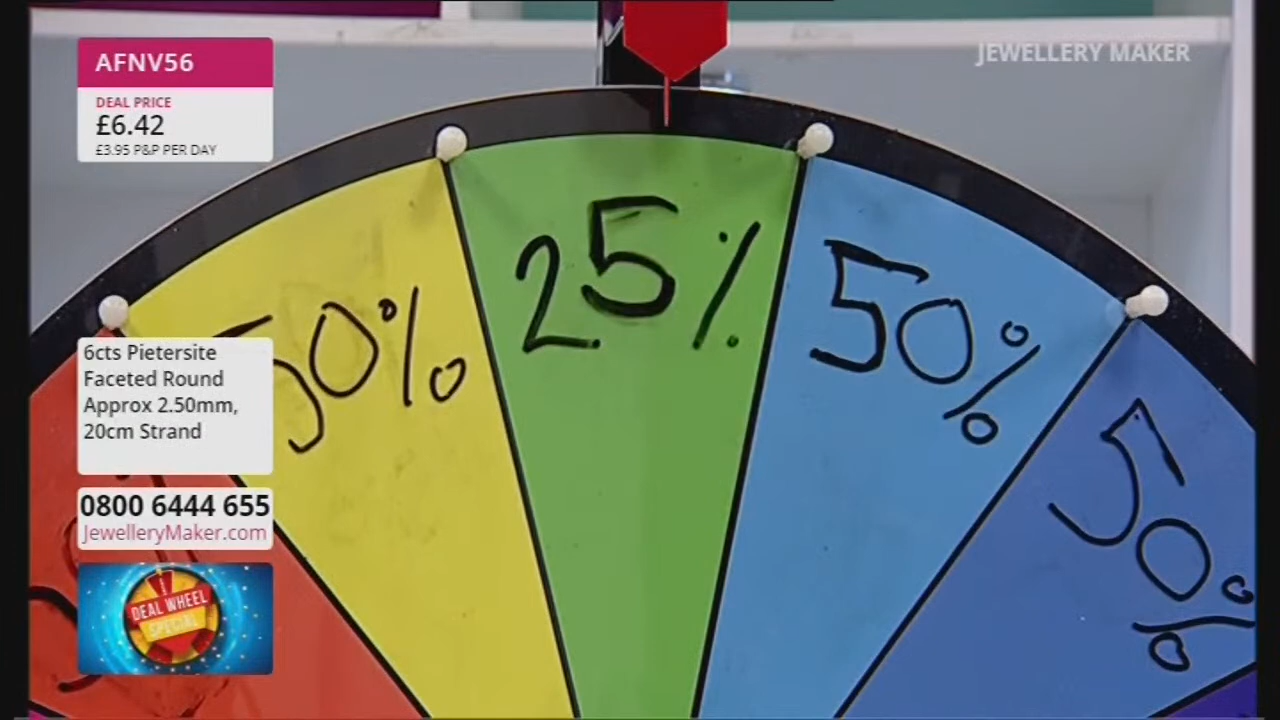 AFNV56
DEAL PRICE
£6.42
£3.95 P&P PER DAY
JEWELLERY MAKER
50%
25%
50%
50%
6cts Pietersite
Faceted Round
Approx 2.50mm,
20cm Strand
0800 6444 655
JewelleryMaker.com
DEAL WHEEL
SPECIAL